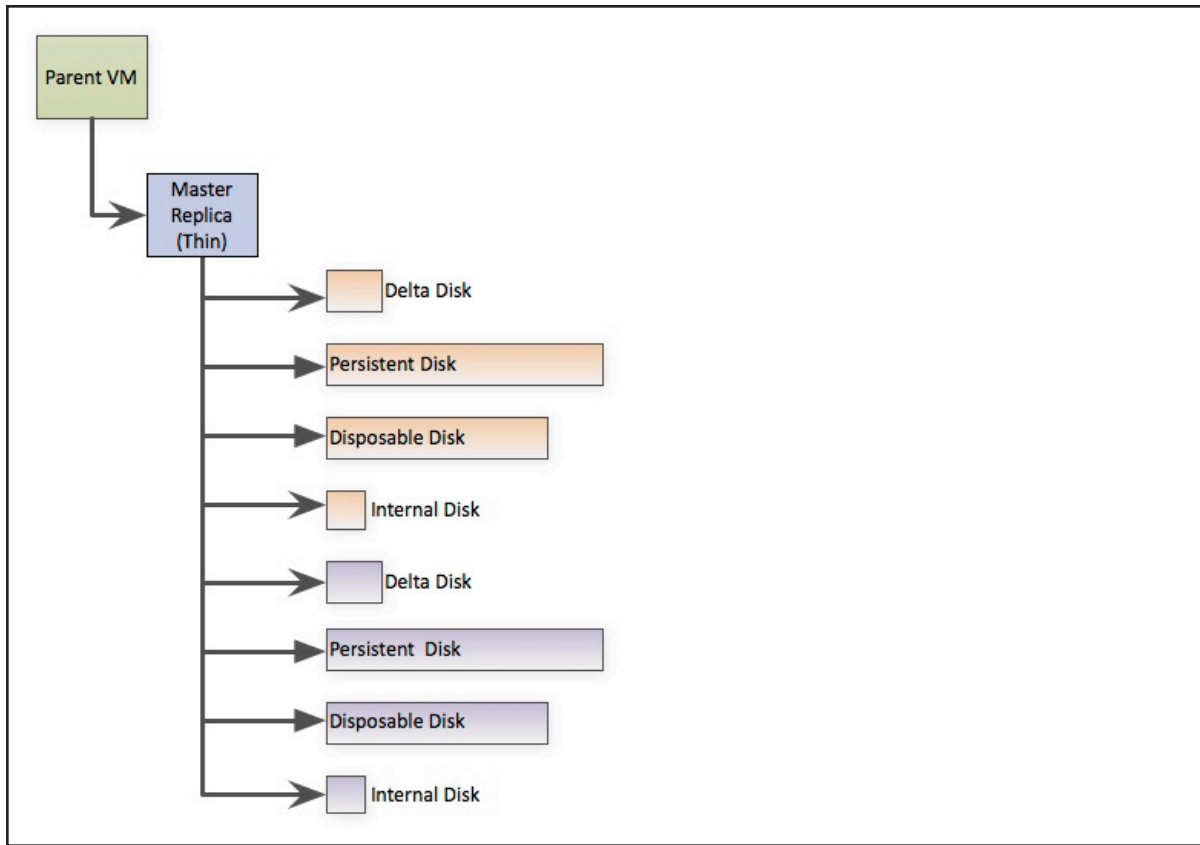 Parent VM
Master
Replica
(Thin)
Delta Disk
Persistent Disk
Disposable Disk
Internal Disk
Delta Disk
Persistent  Disk
Disposable Disk
Internal Disk